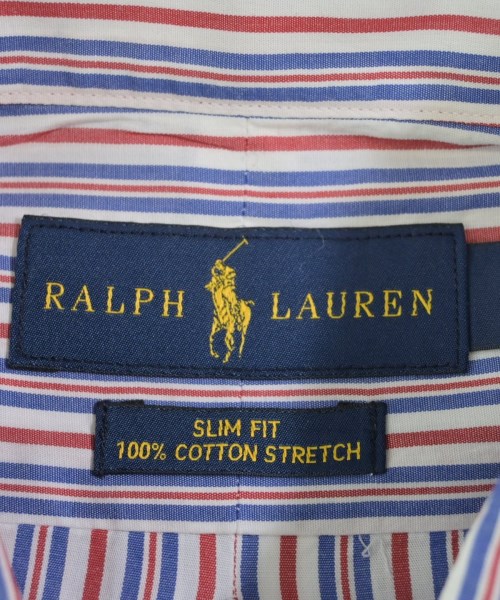 RALPH LAUREN
SLIM FIT
100% COTTON STRETCH